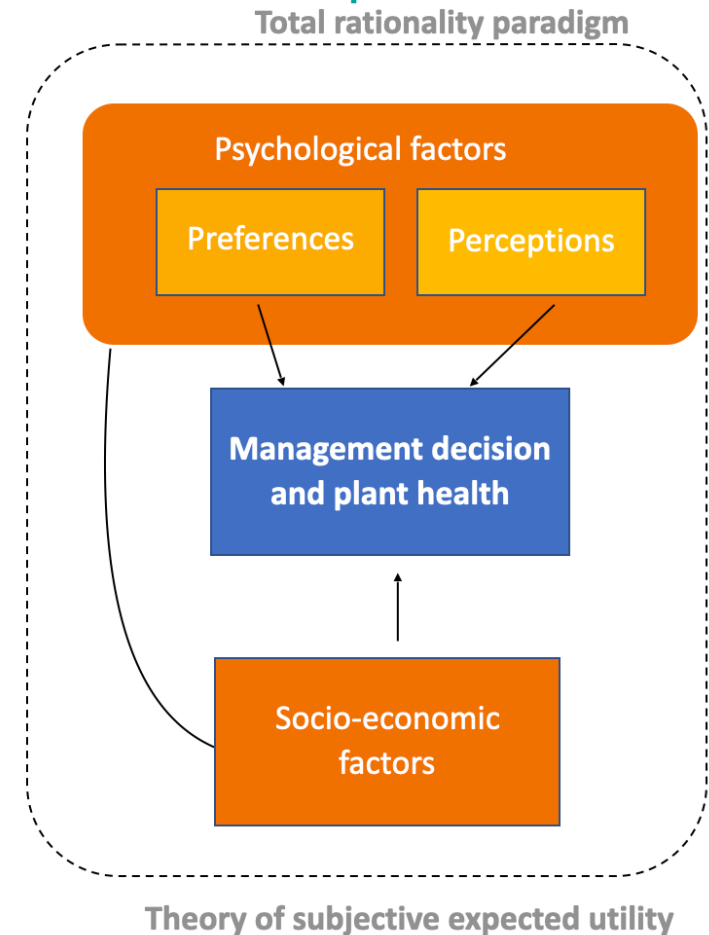 Total rationality paradigm
Psychological factors
Preferences
Perceptions
Management decision
and plant health
Socio-economic
factors
Theory of subjective expected utility